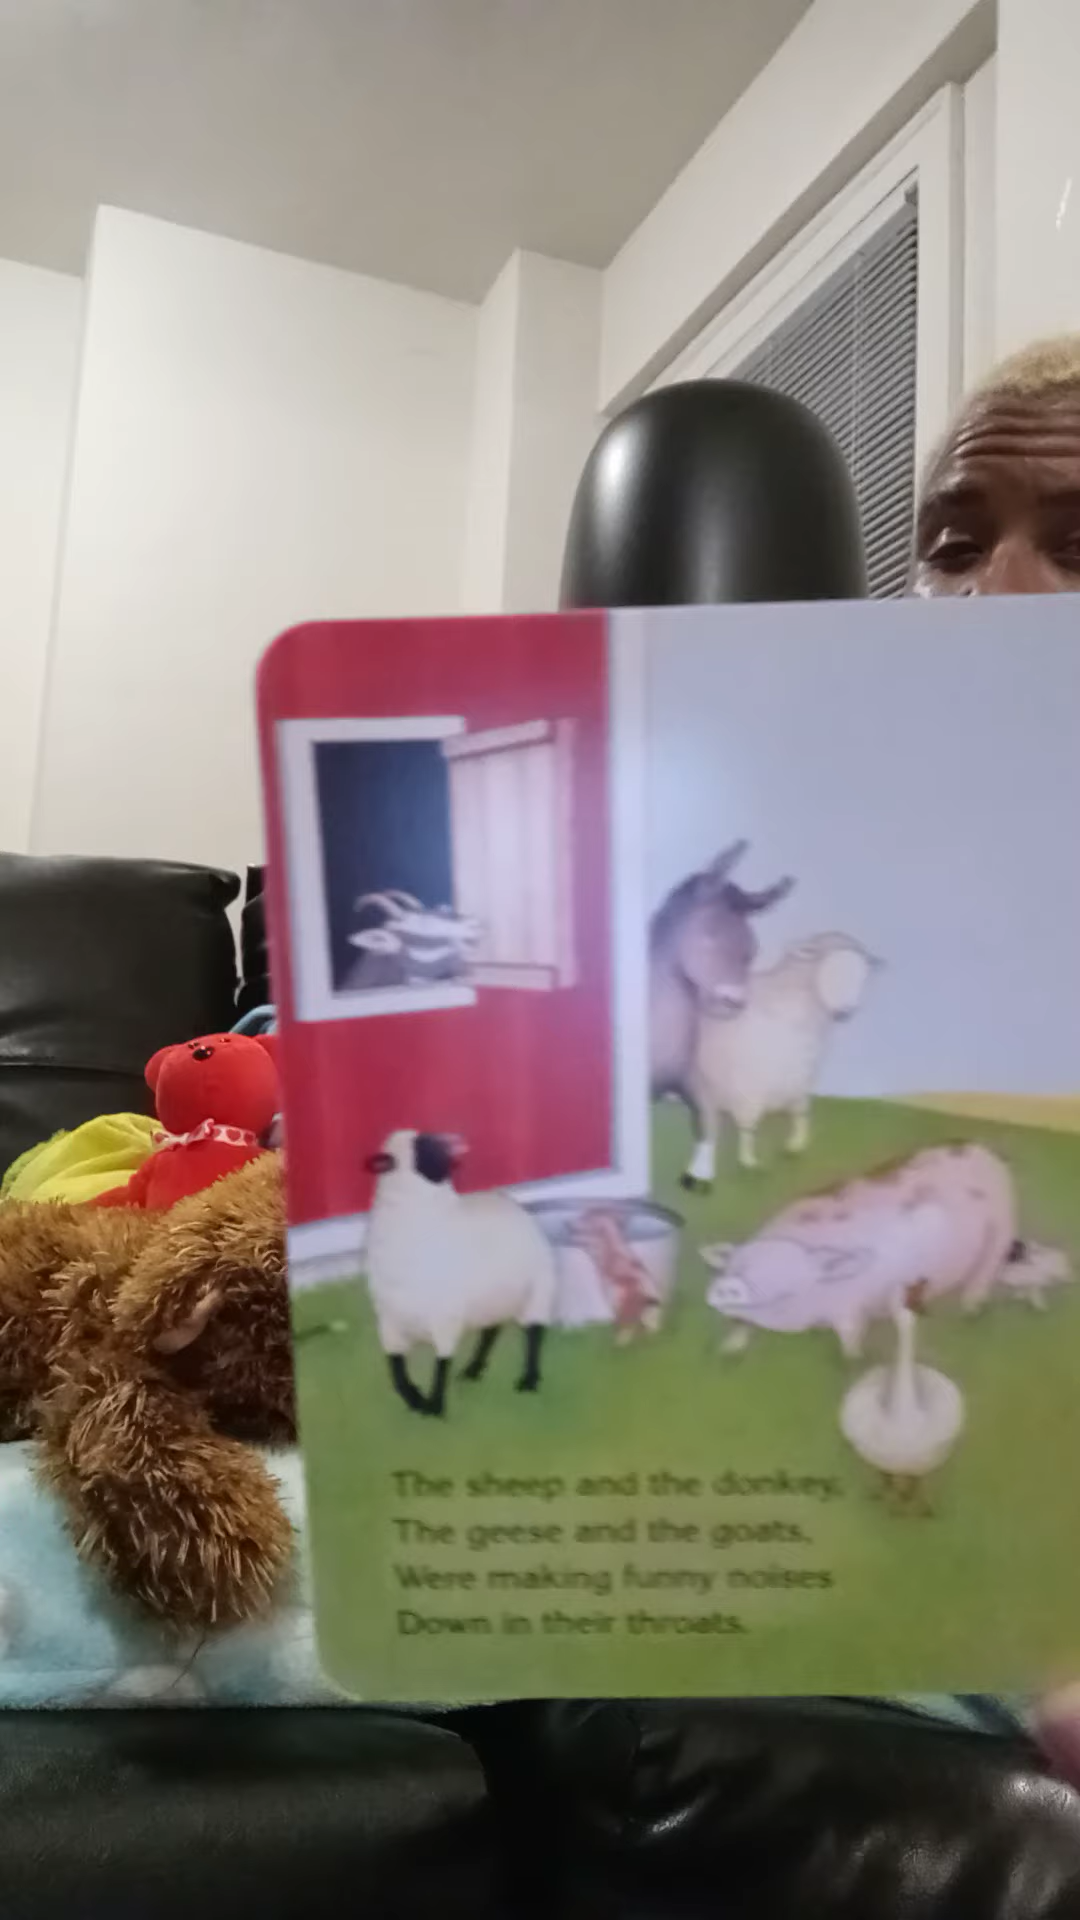 The sheep and the donkey,
The geese and the goats,
Were making funny noises
Down in their throats.